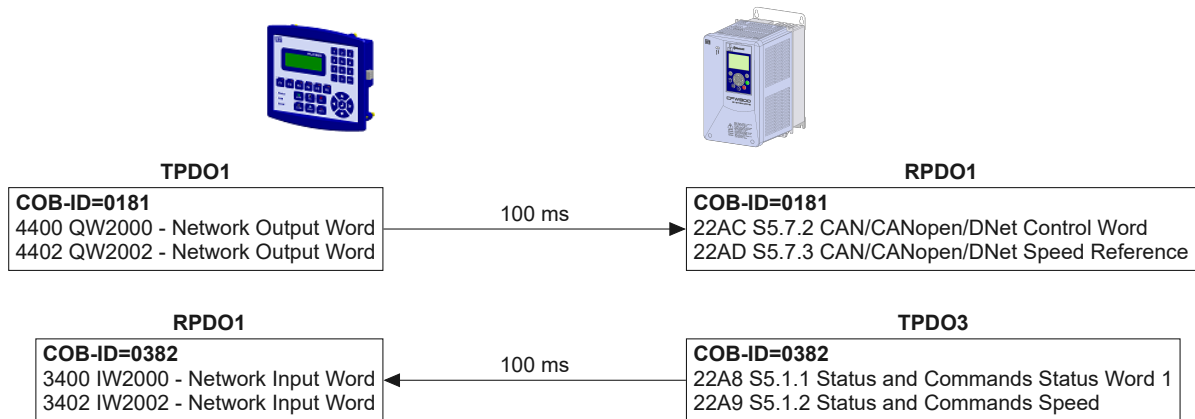 CFW900
TPDO1
RPDO1
COB-ID=0181
4400 QW2000 - Network Output Word
4402 QW2002 - Network Output Word
100 ms
COB-ID=0181
22AC S5.7.2 CAN/CANopen/DNet Control Word
22AD S5.7.3 CAN/CANopen/DNet Speed Reference
RPDO1
TPDO3
COB-ID=0382
3400 IW2000 - Network Input Word
3402 IW2002 - Network Input Word
100 ms
COB-ID=0382
22A8 S5.1.1 Status and Commands Status Word 1
22A9 S5.1.2 Status and Commands Speed